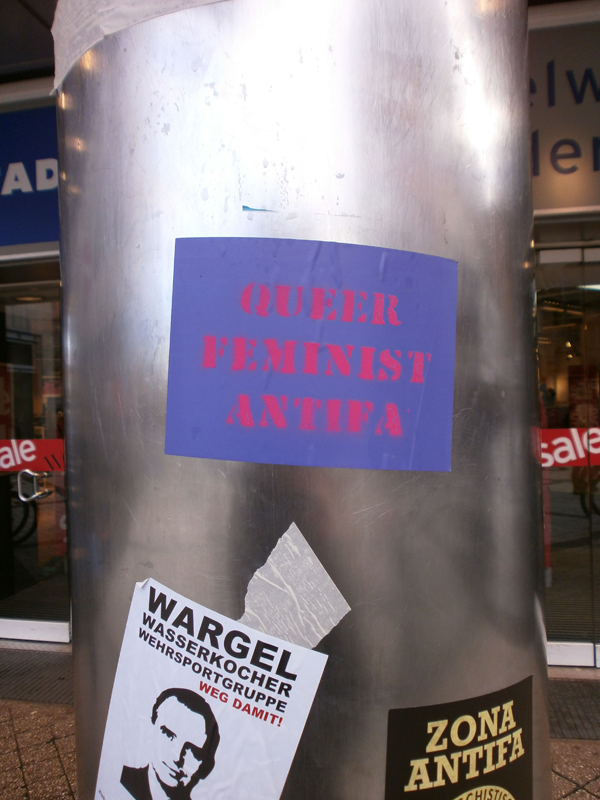 QUEER
FEMINIST
ANTIFA
sale
sale
WARGEL
WASSERKOCHER
WEHRSPORTGRUPPE
WEG DAMIT!
ZONA
ANTIFA